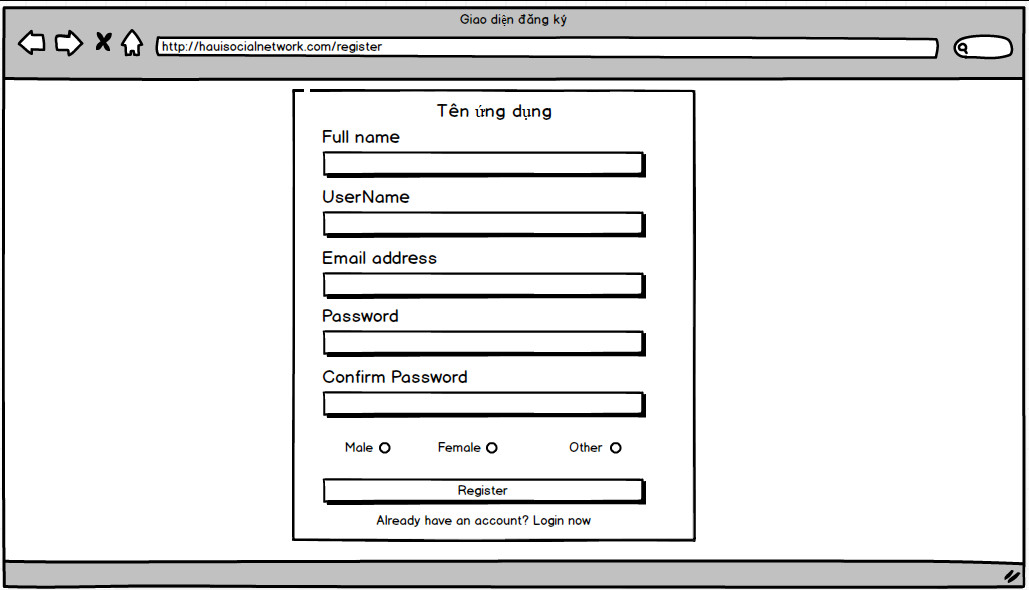 Giao diện đăng ký
http://hauisocialnetwork.com/register
Tên ứng dụng
Full name
UserName
Email address
Password
Confirm Password
Male Female Other
Register
Already have an account? Login now